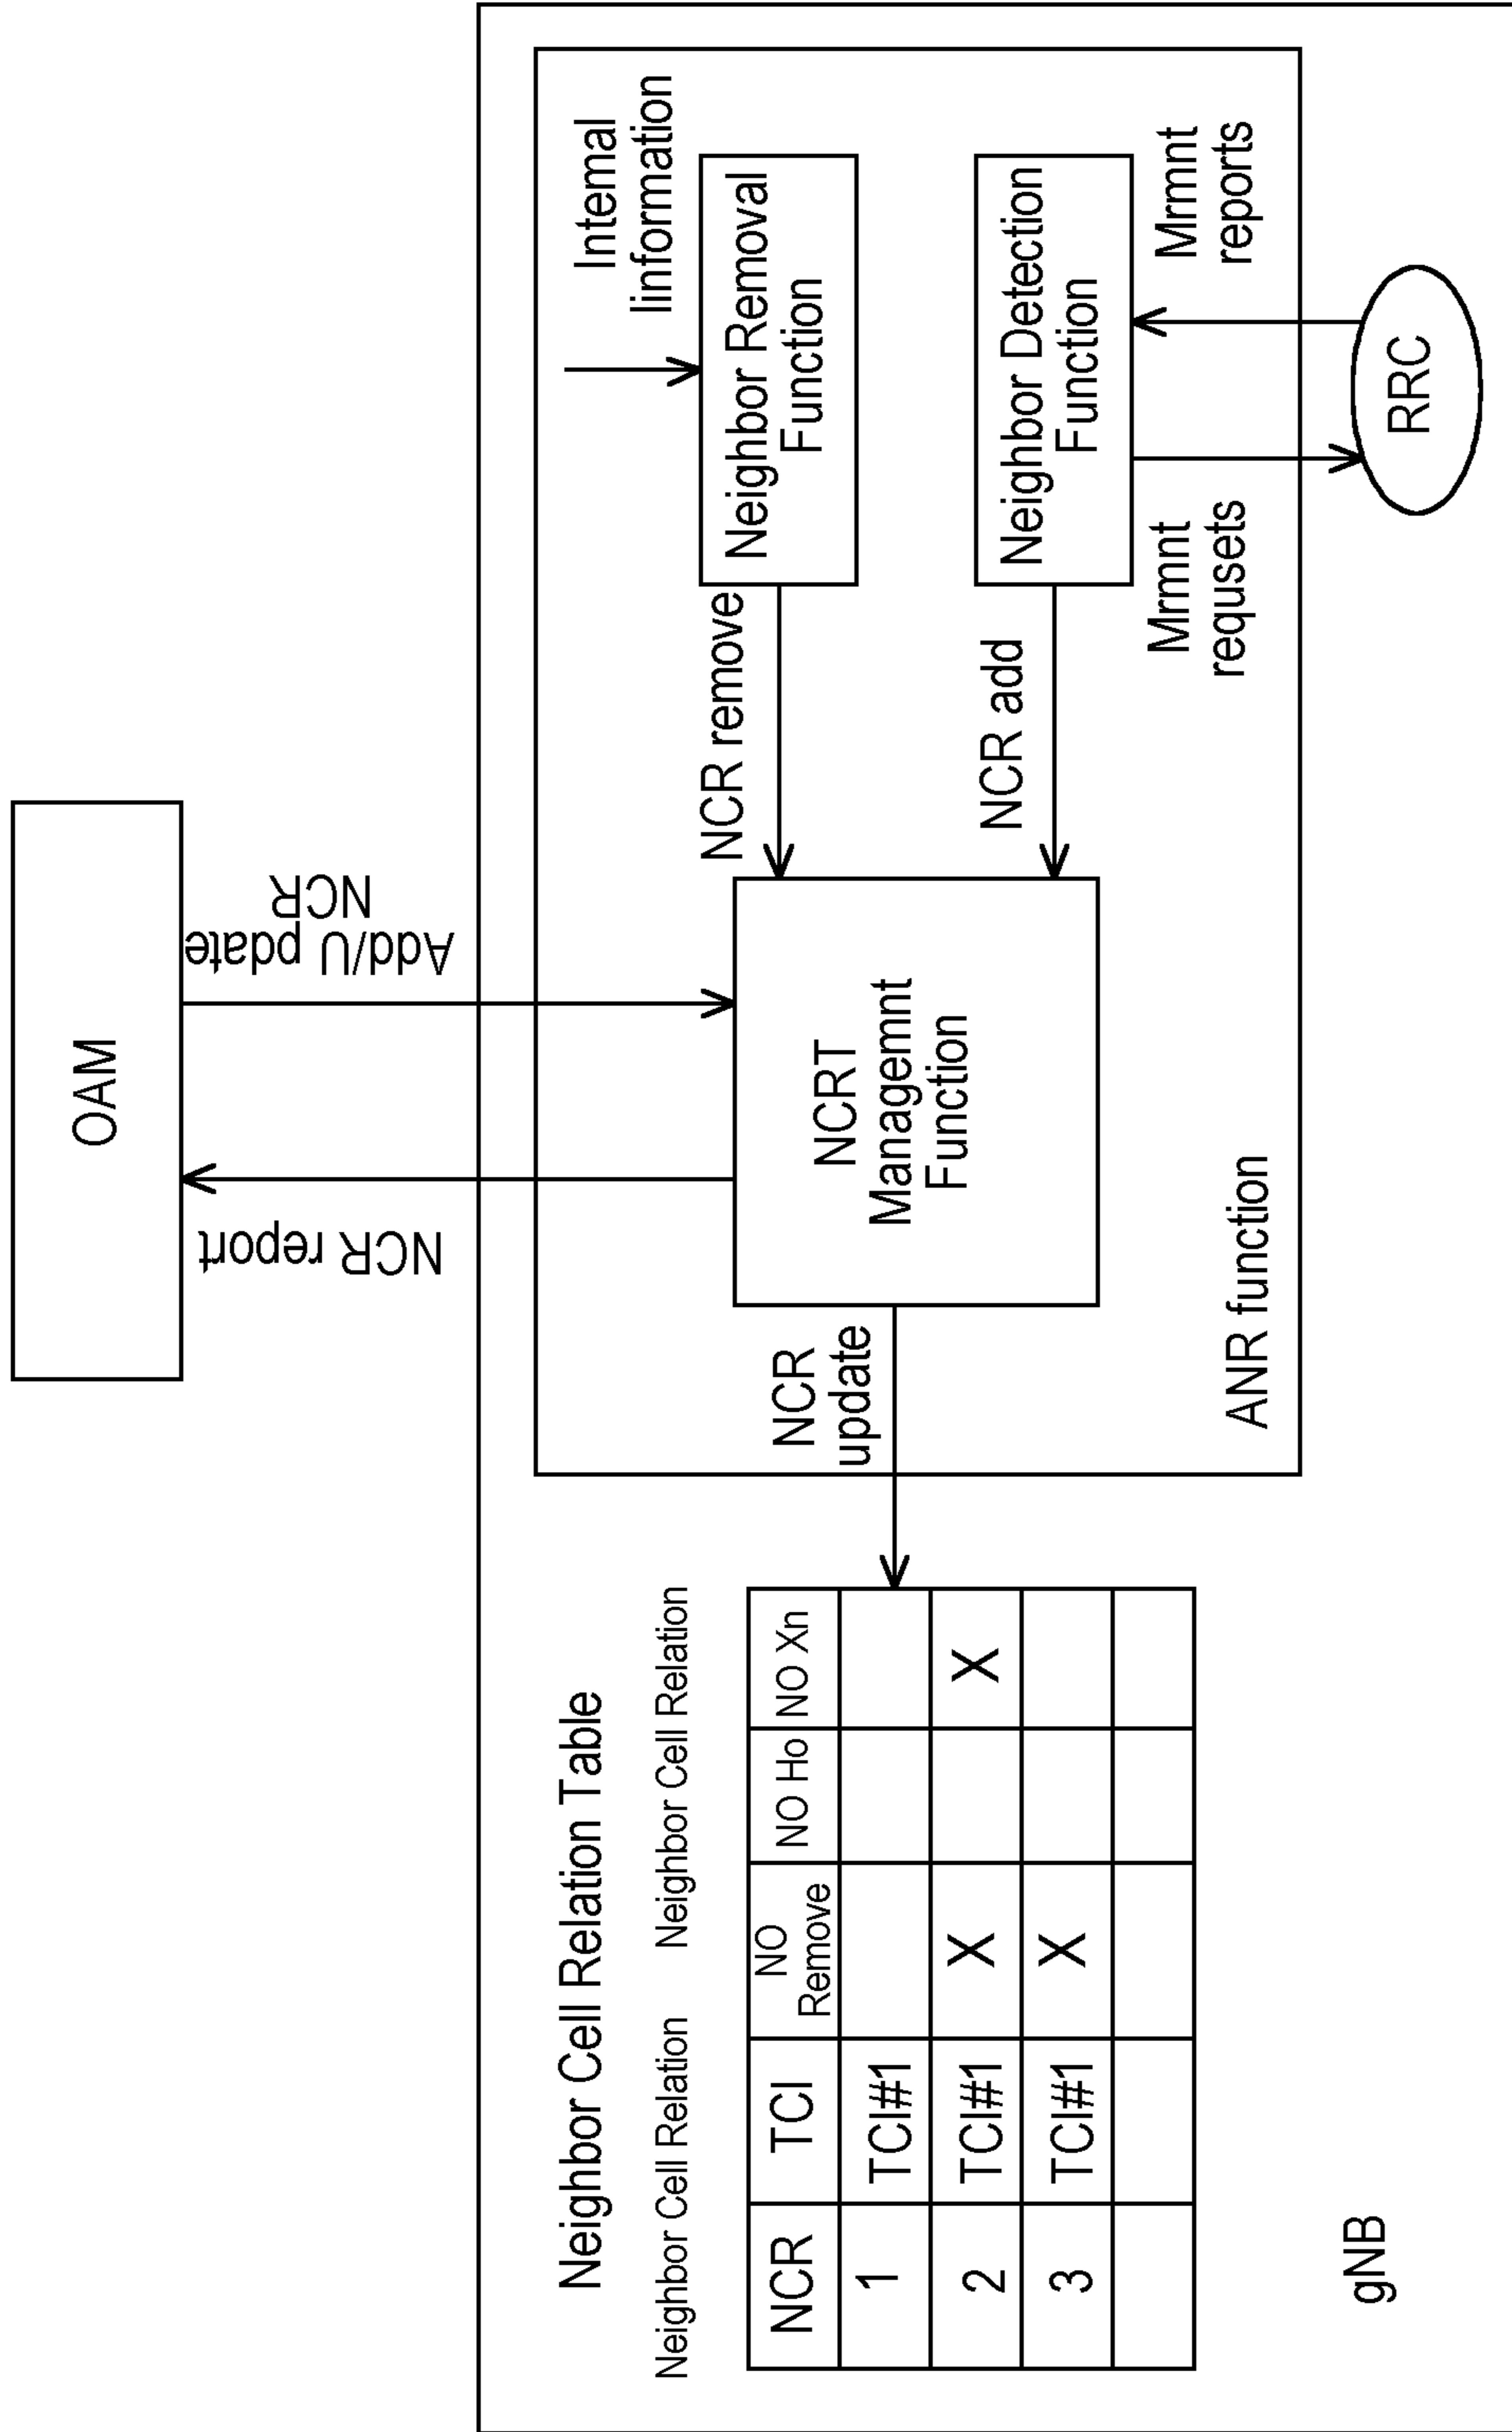 OAM
NCR report
Add/U pdate
NCR
Neighbor Cell Relation Table
Neighbor Cell Relation
Neighbor Cell Relation
NCR TCI NO Remove NO Ho NO Xn
1 TCI#1
2 TCI#1 X X
3 TCI#1 X
NCR
update
NCRT
Managemnt
Function
NCR remove
NCR add
Internal
Iinformation
Neighbor Removal
Function
Neighbor Detection
Function
Mrmnt
requsets
Mrmnt
reports
RRC
ANR function
gNB